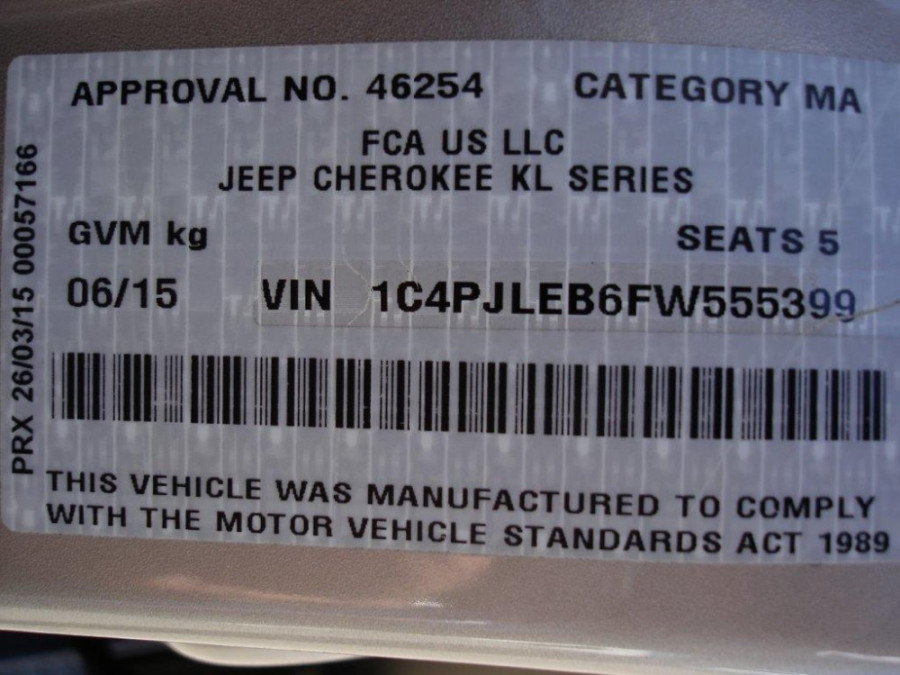 APPROVAL NO. 46254 CATEGORY MA
FCA US LLC
JEEP CHEROKEE KL SERIES
GVM kg SEATS 5
06/15 VIN 1C4PJLEB6FW555399
THIS VEHICLE WAS MANUFACTURED TO COMPLY
WITH THE MOTOR VEHICLE STANDARDS ACT 1989
PRX 26/03/15 00057166